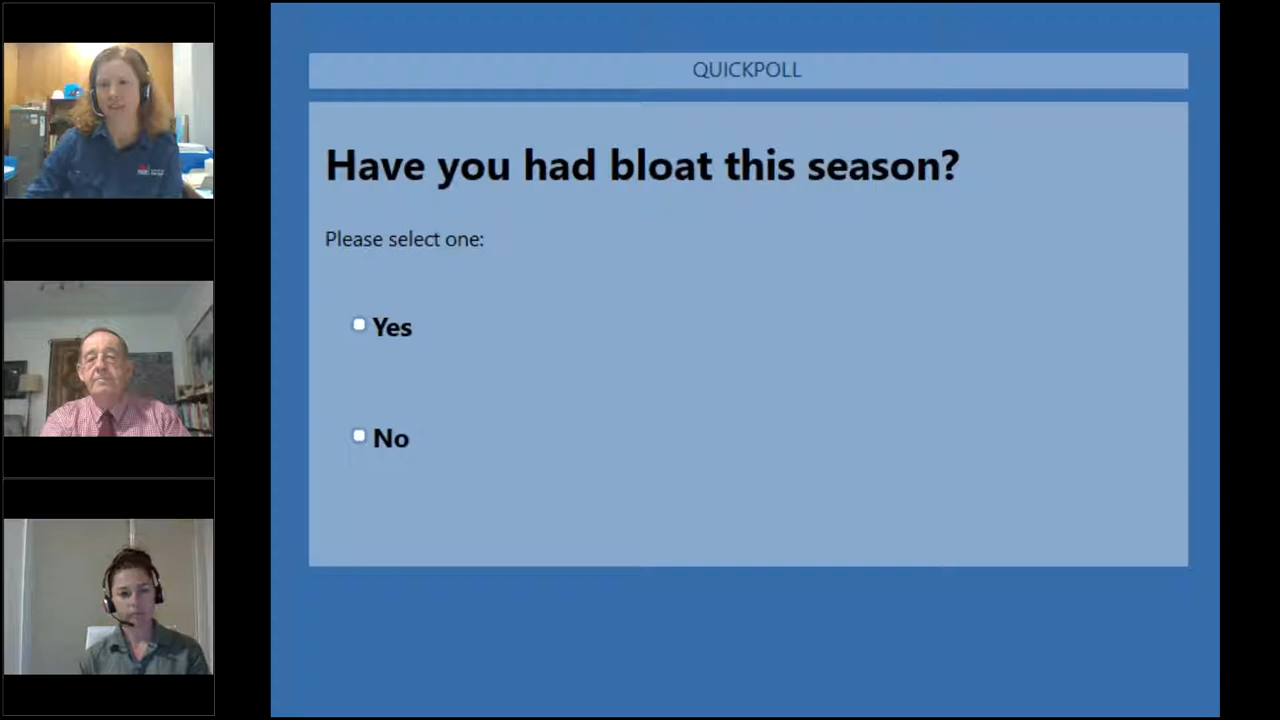 QUICKPOLL
Have you had bloat this season?
Please select one:
Yes
No